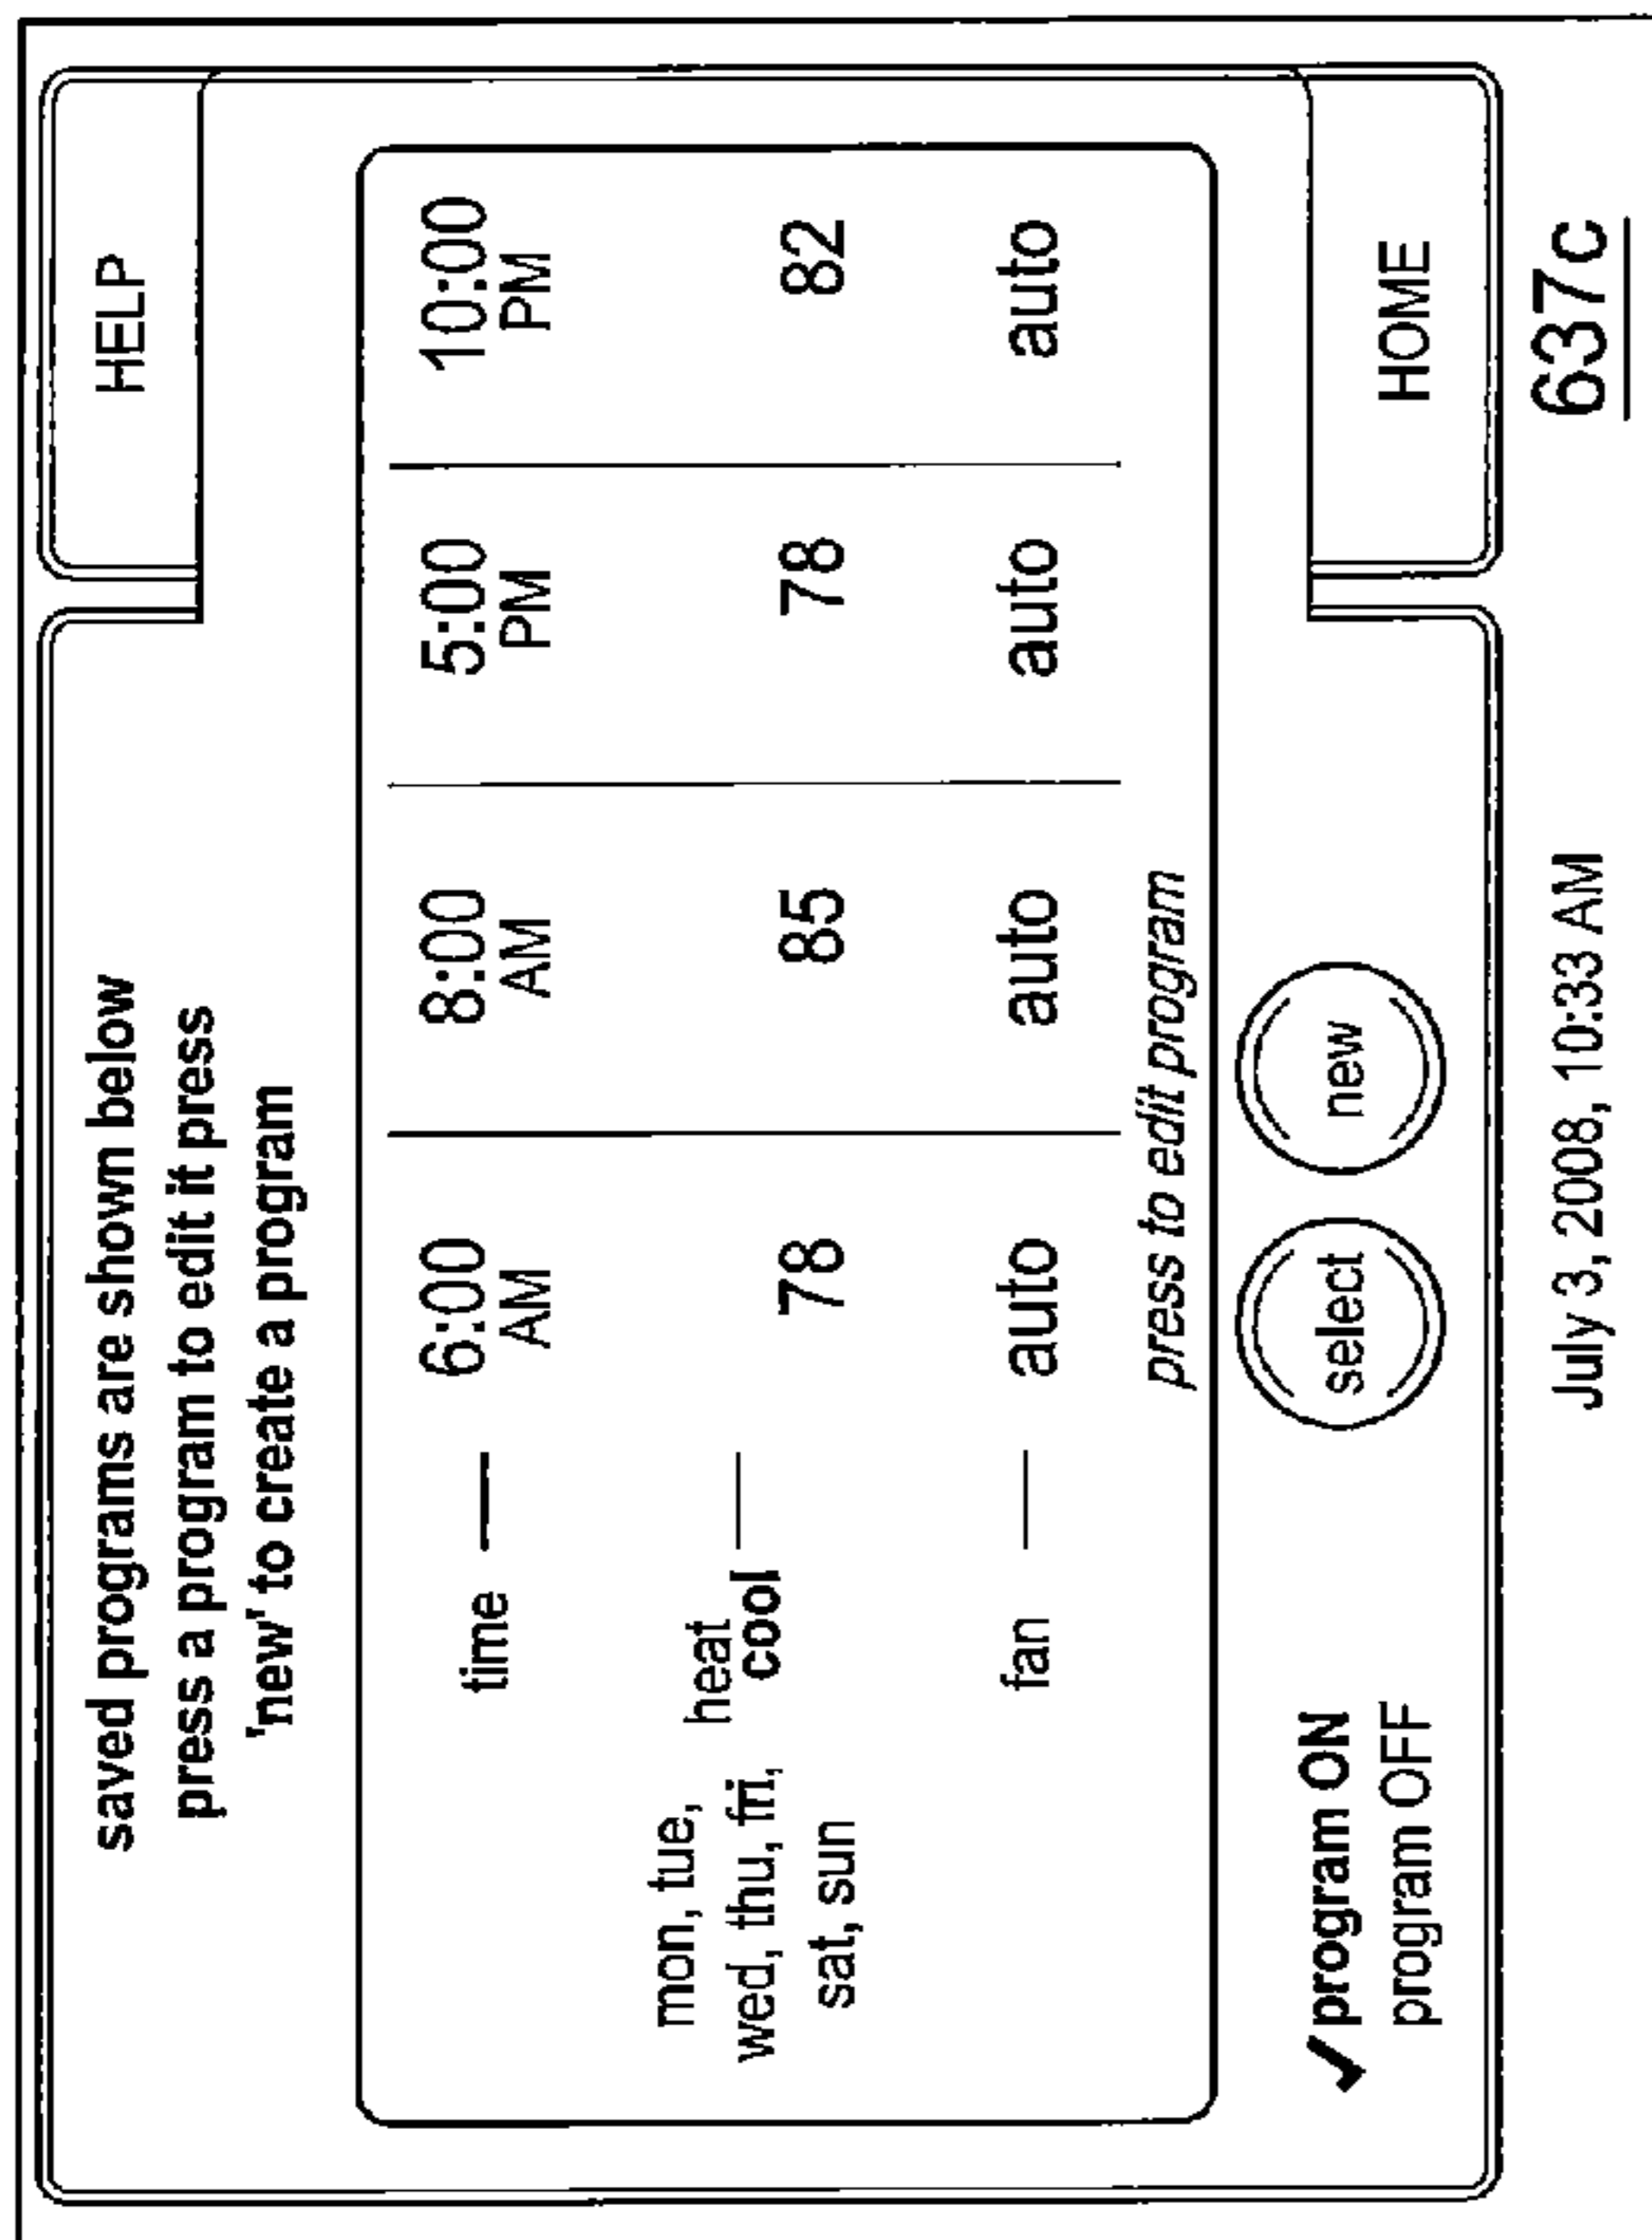 saved programs are shown below
press a program to edit it press
'new' to create a program
HELP
time — 6:00 AM 8:00 AM 5:00 PM 10:00 PM
mon, tue,
wed, thu, fri,
sat, sun
heat
cool — 78 85 78 82
fan — auto auto auto auto
press to edit program
✓program ON
program OFF
select
new
HOME
July 3, 2008, 10:33 AM
637c